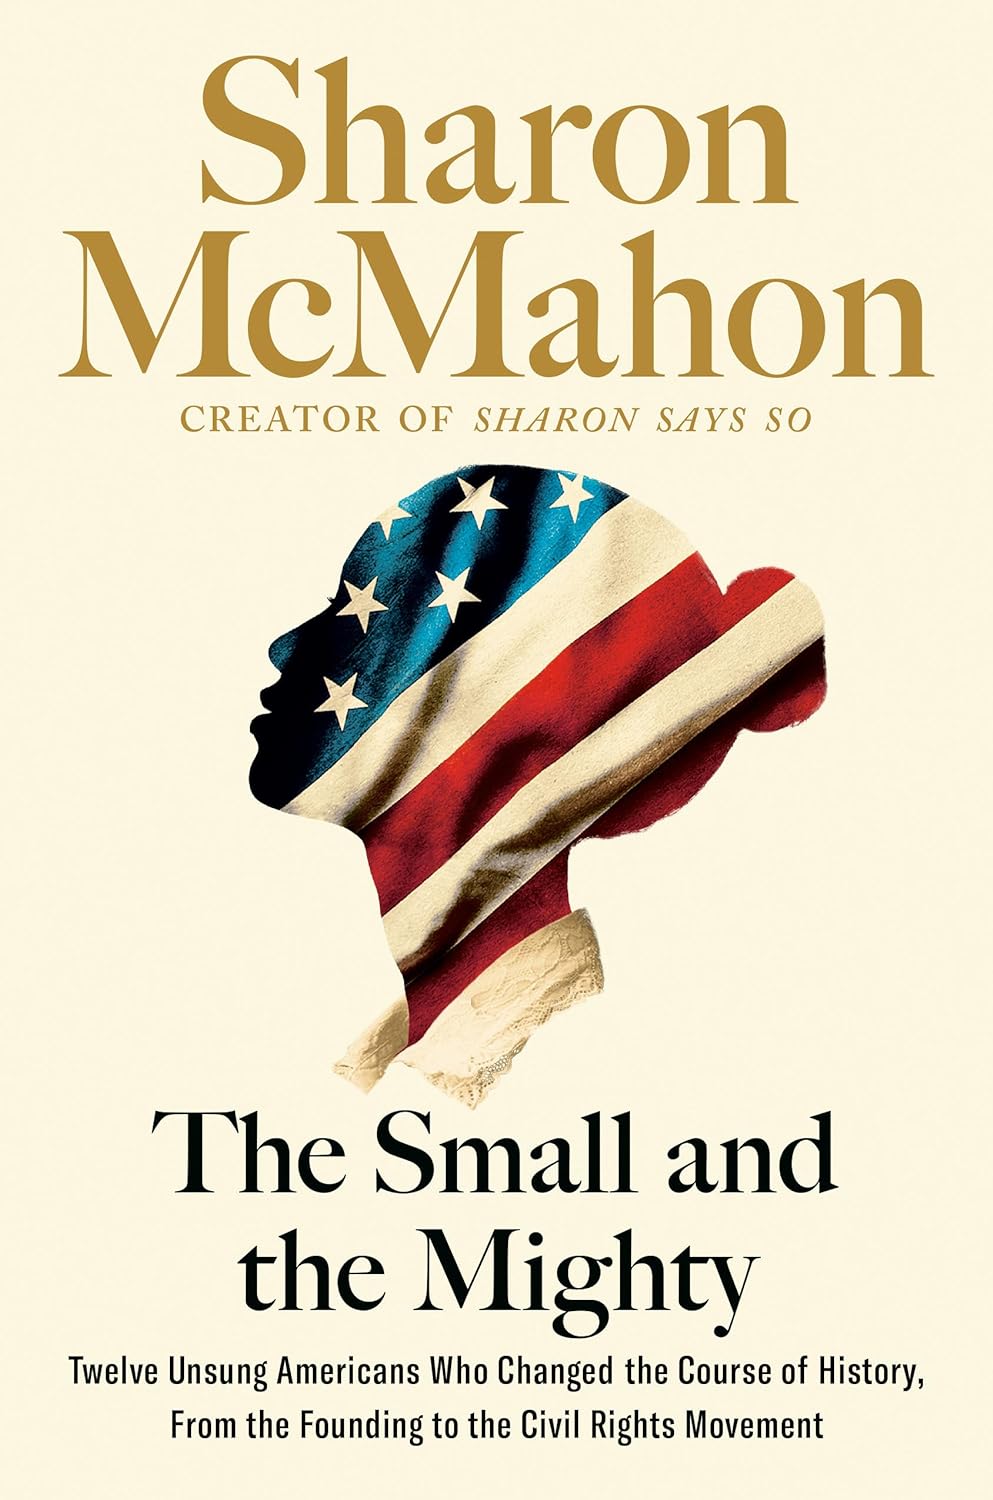 Sharon
McMahon
CREATOR OF SHARON SAYS SO
The Small and
the Mighty
Twelve Unsung Americans Who Changed the Course of History,
From the Founding to the Civil Rights Movement